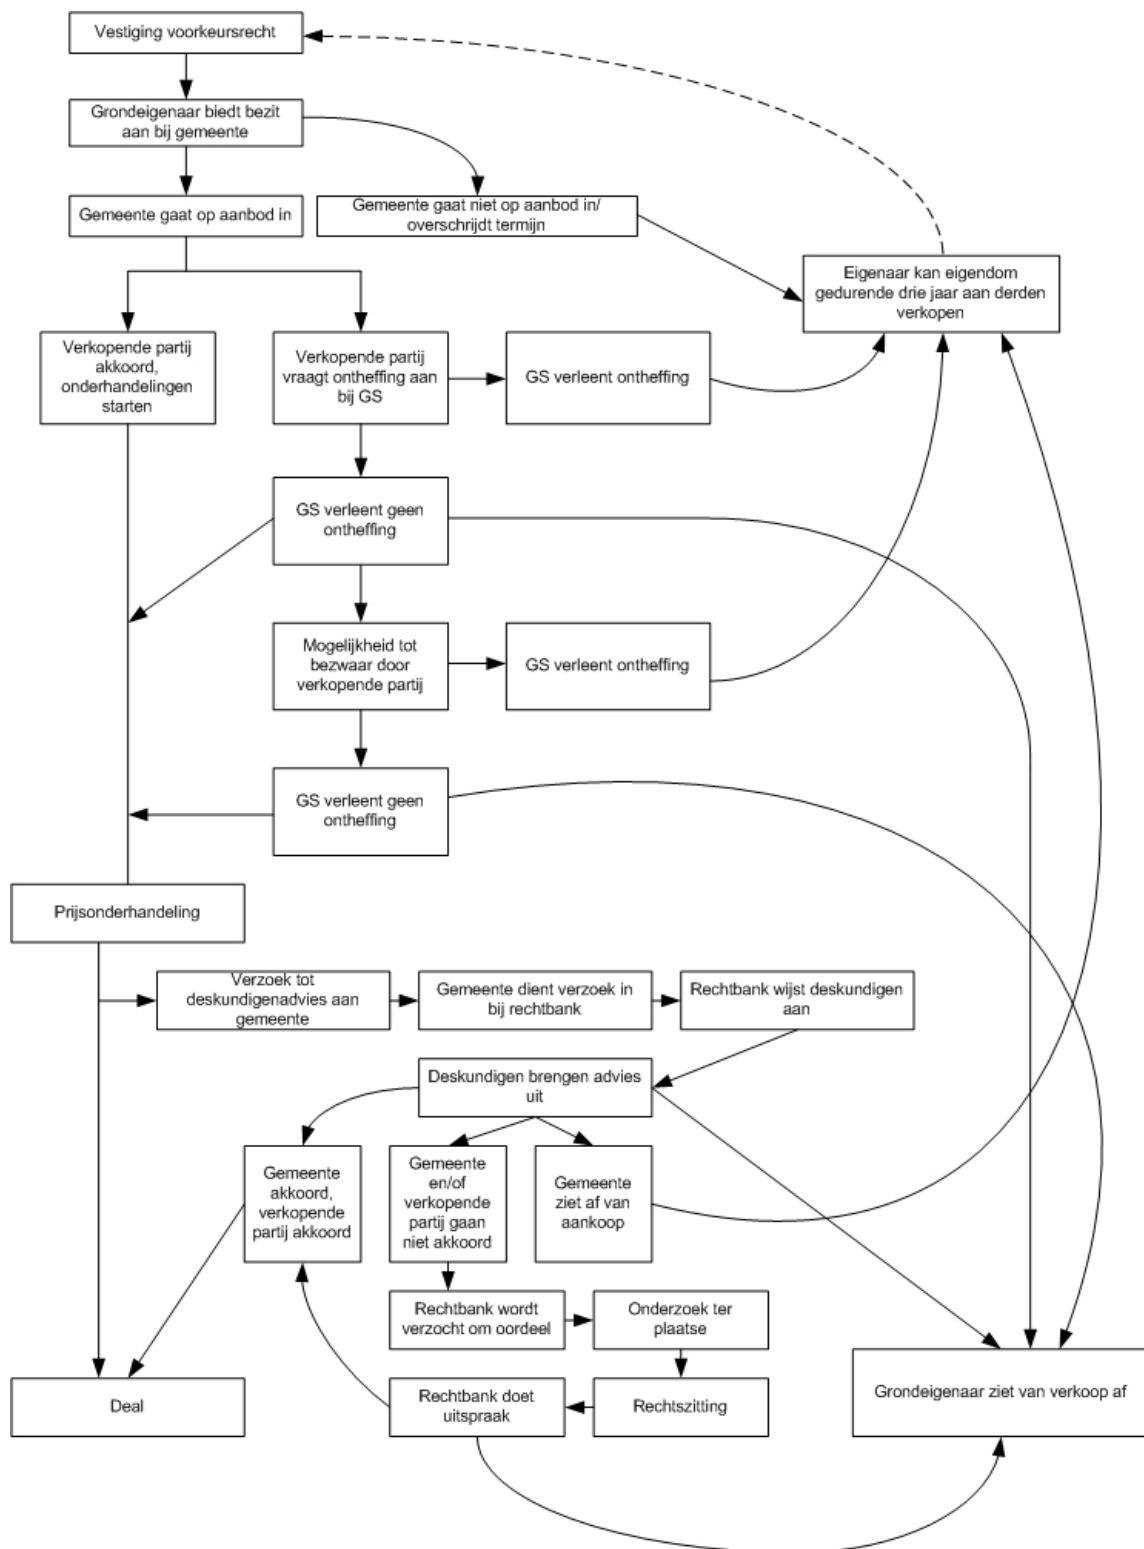 Vestiging voorkeursrecht
Grondeigenaar biedt bezit
aan bij gemeente
Gemeente gaat op aanbod in
Gemeente gaat niet op aanbod in/
overschrijdt termijn
Eigenaar kan eigendom
gedurende drie jaar aan derden
verkopen
Verkopende partij
akkoord,
onderhandelingen
starten
Verkopende partij
vraagt ontheffing aan
bij GS
GS verleent ontheffing
GS verleent geen
ontheffing
Mogelijkheid tot
bezwaar door
verkopende partij
GS verleent ontheffing
GS verleent geen
ontheffing
Prijsonderhandeling
Verzoek tot
deskundigenadvies aan
gemeente
Gemeente dient verzoek in
bij rechtbank
Rechtbank wijst deskundigen
aan
Deskundigen brengen advies
uit
Gemeente
akkoord,
verkopende
partij akkoord
Gemeente
en/of
verkopende
partij gaan
niet akkoord
Gemeente
ziet af van
aankoop
Rechtbank wordt
verzocht om oordeel
Onderzoek ter
plaatse
Grondeigenaar ziet van verkoop af
Deal
Rechtbank doet
uitspraak
Rechtszitting